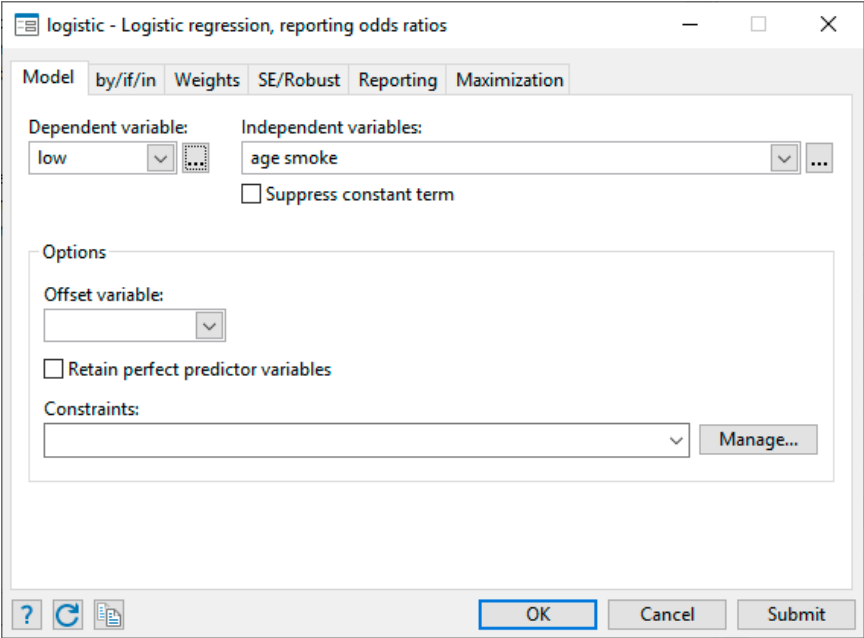 logistic - Logistic regression, reporting odds ratios
Model by/if/in Weights SE/Robust Reporting Maximization
Dependent variable: Independent variables:
low ... age smoke ...
Suppress constant term
Options
Offset variable:
Retain perfect predictor variables
Constraints:
Manage...
? OK Cancel Submit